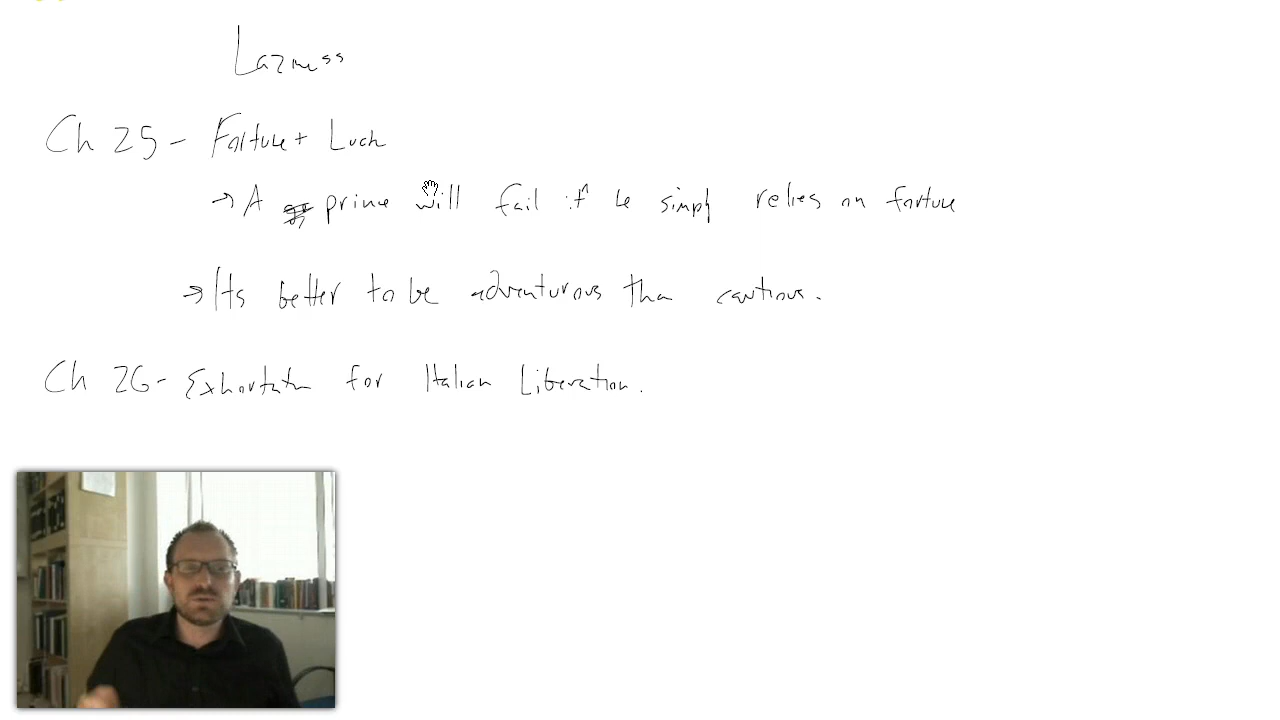 Laziness
Ch 25 - Fortune + Luck
→ A prince will fail if he simply relies on fortune
→ Its better to be adventurous than cautious.
Ch 26 - Exhortation for Italian Liberation.